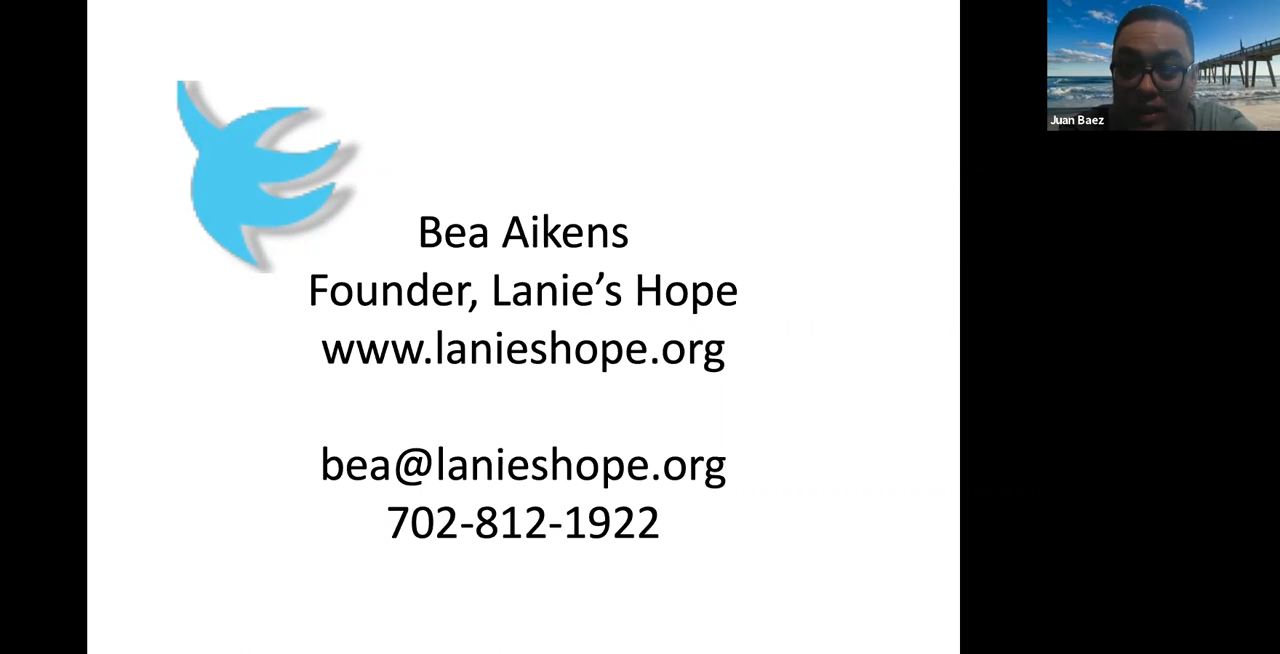 Bea Aikens
Founder, Lanie’s Hope
www.lanieshope.org
bea@lanieshope.org
702-812-1922
Juan Baez